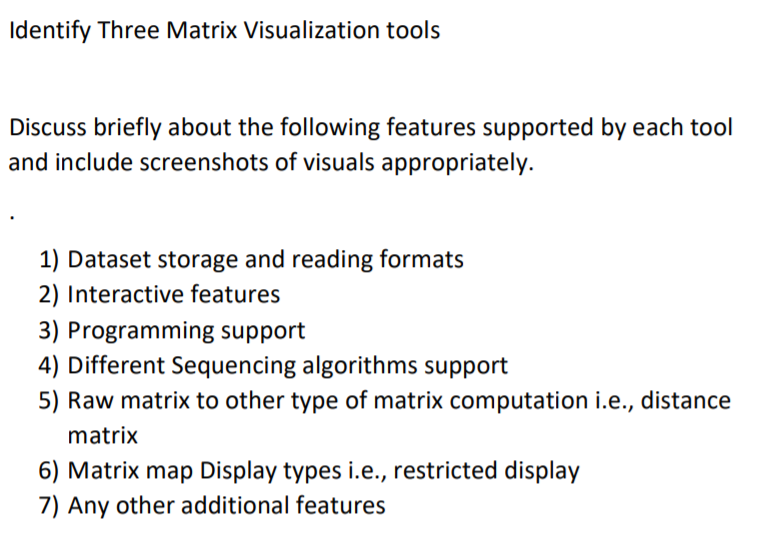 Identify Three Matrix Visualization tools
Discuss briefly about the following features supported by each tool
and include screenshots of visuals appropriately.
.
1) Dataset storage and reading formats
2) Interactive features
3) Programming support
4) Different Sequencing algorithms support
5) Raw matrix to other type of matrix computation i.e., distance
matrix
6) Matrix map Display types i.e., restricted display
7) Any other additional features